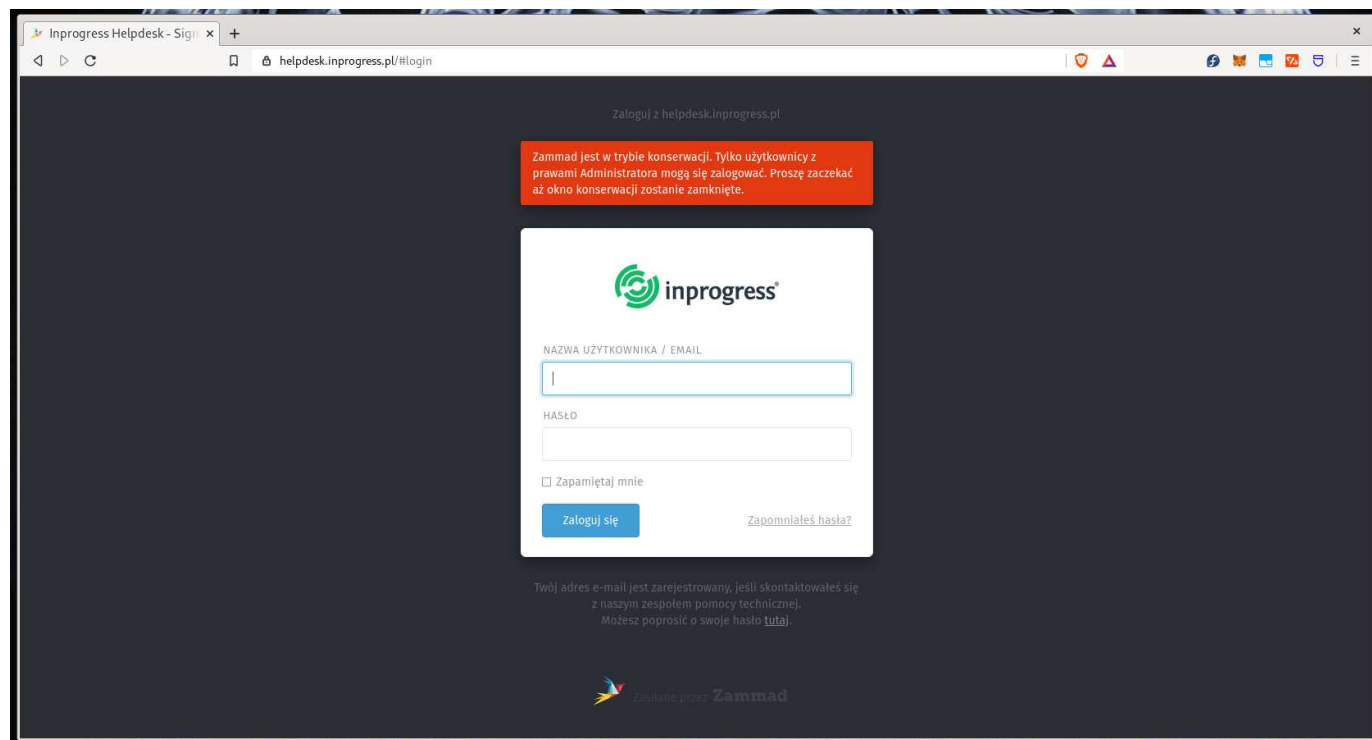 Inprogress Helpdesk - Sign
helpdesk.inprogress.pl/#login
Zaloguj z helpdesk.inprogress.pl
Zammad jest w trybie konserwacji. Tylko użytkownicy z
prawami Administratora mogą się zalogować. Proszę zaczekać
aż okno konserwacji zostanie zamknięte.
inprogress
NAZWA UŻYTKOWNIKA / EMAIL
HASŁO
Zapamiętaj mnie
Zaloguj się Zapomniałeś hasła?
Twój adres e-mail jest zarejestrowany, jeśli skontaktowałeś się
z naszym zespołem pomocy technicznej.
Możesz poprosić o swoje hasło tutaj.
Zasilane przez Zammad